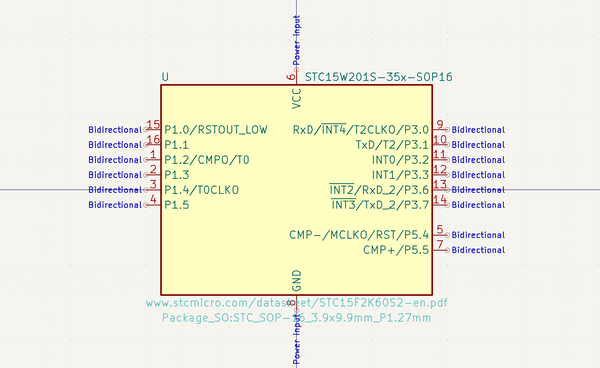 Power input
6
U STC15W201S-35x-SOP16
VCC
Bidirectional 15 P1.0/RSTOUT_LOW RxD/INT4/T2CLKO/P3.0 9 Bidirectional
Bidirectional 16 P1.1 TxD/T2/P3.1 10 Bidirectional
Bidirectional 1 P1.2/CMPO/T0 INT0/P3.2 11 Bidirectional
Bidirectional 2 P1.3 INT1/P3.3 12 Bidirectional
Bidirectional 3 P1.4/T0CLKO INT2/RxD_2/P3.6 13 Bidirectional
Bidirectional 4 P1.5 INT3/TxD_2/P3.7 14 Bidirectional
CMP-/MCLKO/RST/P5.4 5 Bidirectional
CMP+/P5.5 7 Bidirectional
GND
www.stcmicro.com/datasheet/STC15F2K60S2-en.pdf
8
Package_SO:STC_SOP-16_3.9x9.9mm_P1.27mm
Power input